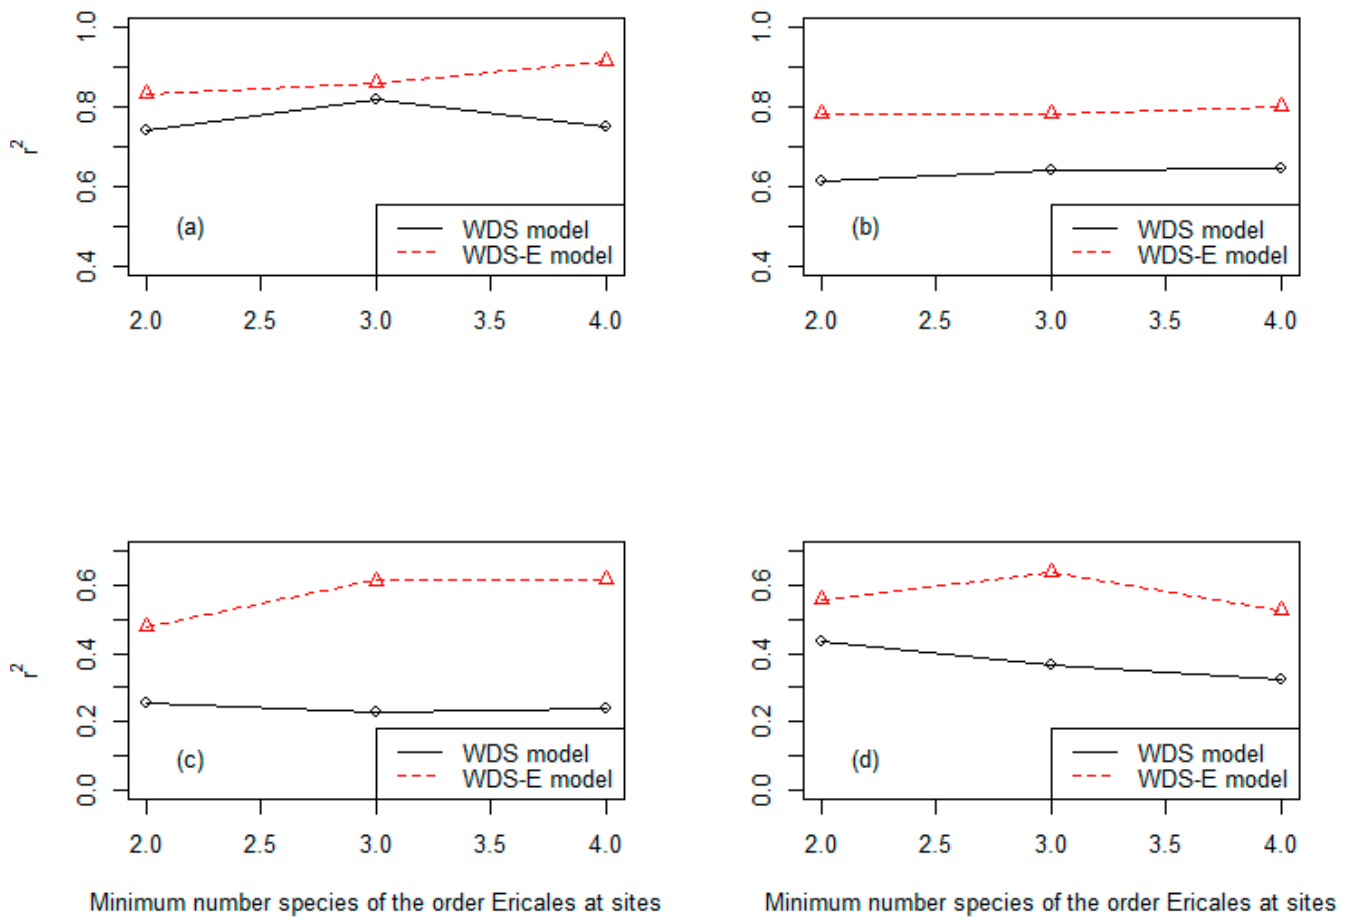 1.0
0.8
0.6
0.4
r²
(a)
WDS model
WDS-E model
2.0 2.5 3.0 3.5 4.0
1.0
0.8
0.6
0.4
(b)
WDS model
WDS-E model
2.0 2.5 3.0 3.5 4.0
0.6
0.4
0.2
0.0
r²
(c)
WDS model
WDS-E model
2.0 2.5 3.0 3.5 4.0
Minimum number species of the order Ericales at sites
0.6
0.4
0.2
0.0
(d)
WDS model
WDS-E model
2.0 2.5 3.0 3.5 4.0
Minimum number species of the order Ericales at sites